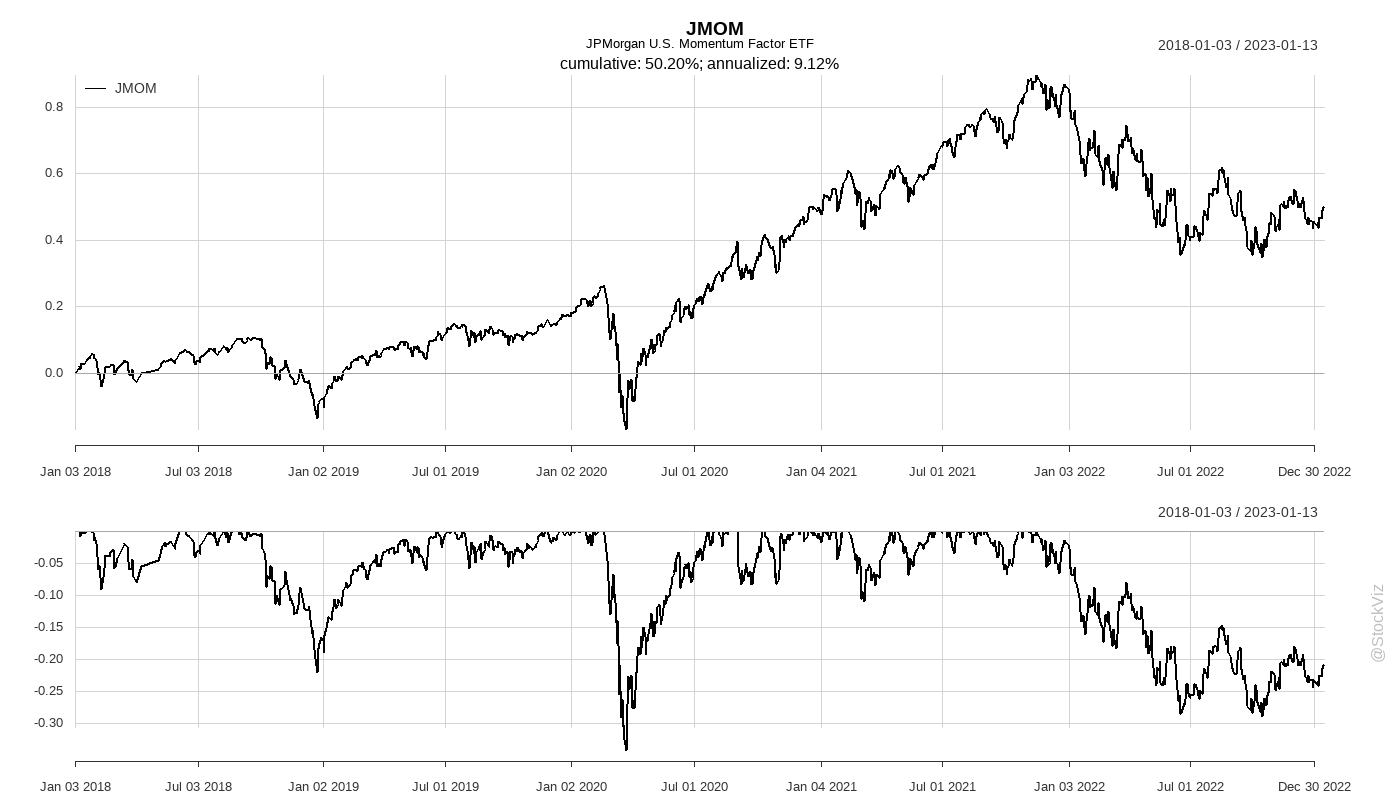 JMOM
JPMorgan U.S. Momentum Factor ETF
cumulative: 50.20%; annualized: 9.12%
2018-01-03 / 2023-01-13
JMOM
0.8
0.6
0.4
0.2
0.0
Jan 03 2018 Jul 03 2018 Jan 02 2019 Jul 01 2019 Jan 02 2020 Jul 01 2020 Jan 04 2021 Jul 01 2021 Jan 03 2022 Jul 01 2022 Dec 30 2022
2018-01-03 / 2023-01-13
-0.05
-0.10
-0.15
-0.20
-0.25
-0.30
Jan 03 2018 Jul 03 2018 Jan 02 2019 Jul 01 2019 Jan 02 2020 Jul 01 2020 Jan 04 2021 Jul 01 2021 Jan 03 2022 Jul 01 2022 Dec 30 2022
@StockViz